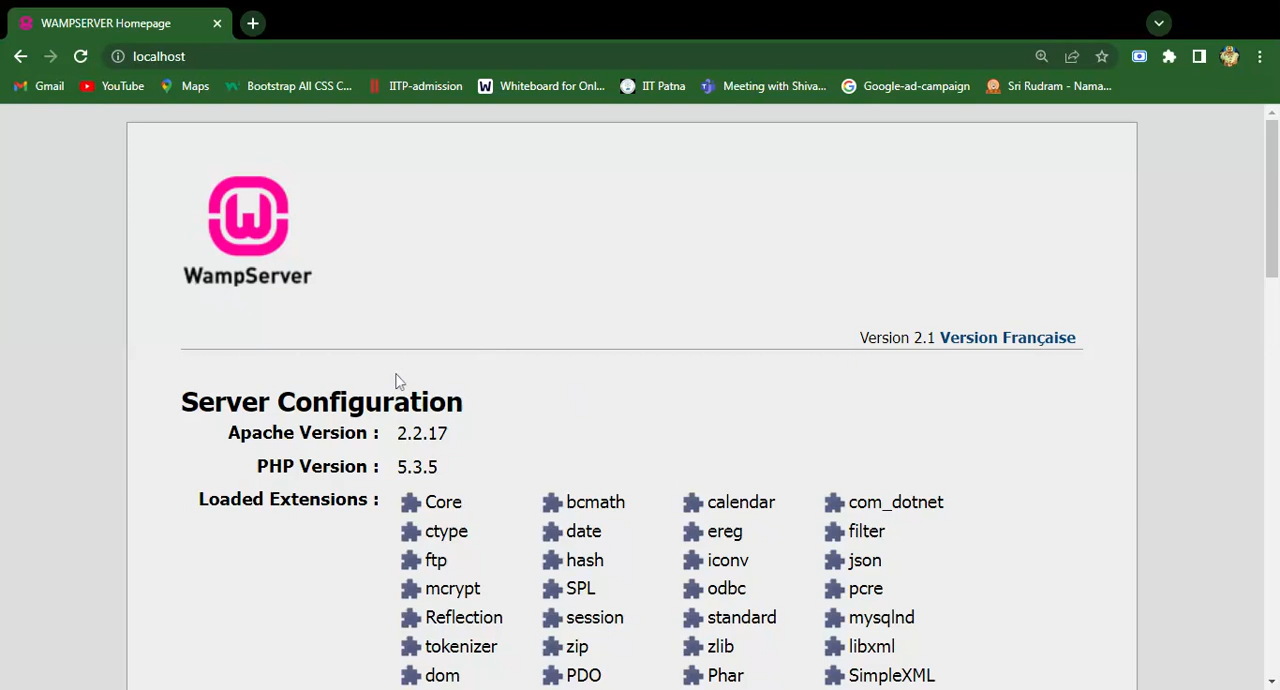 WAMPSERVER Homepage
localhost
Gmail YouTube Maps Bootstrap All CSS C... IITP-admission Whiteboard for Onl... IIT Patna Meeting with Shiva... Google-ad-campaign Sri Rudram - Nama...
W
WampServer
Version 2.1 Version Française
Server Configuration
Apache Version : 2.2.17
PHP Version : 5.3.5
Loaded Extensions : Core bcmath calendar com_dotnet
ctype date ereg filter
ftp hash iconv json
mcrypt SPL odbc pcre
Reflection session standard mysqlnd
tokenizer zip zlib libxml
dom PDO Phar SimpleXML